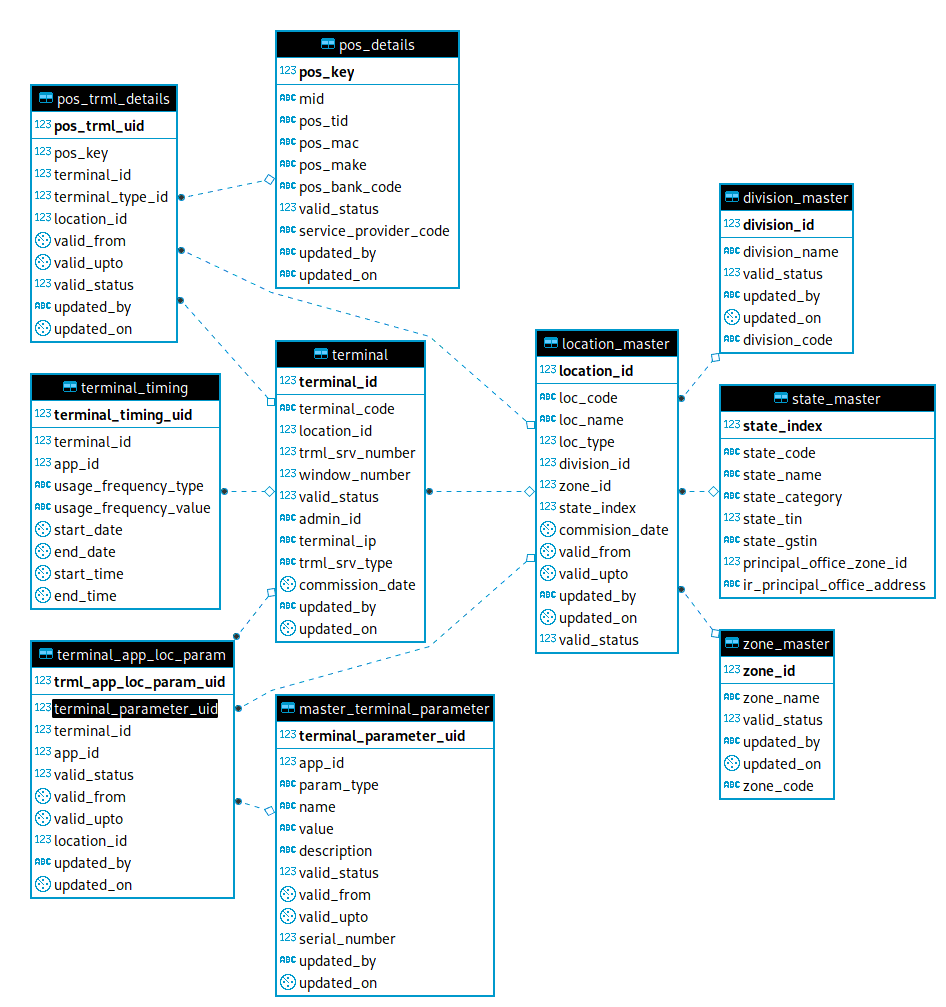 pos_details
123 pos_key
ABC mid
ABC pos_tid
ABC pos_mac
ABC pos_make
ABC pos_bank_code
123 valid_status
ABC service_provider_code
ABC updated_by
ABC updated_on
pos_trml_details
123 pos_trml_uid
123 pos_key
123 terminal_id
123 terminal_type_id
123 location_id
valid_from
valid_upto
123 valid_status
ABC updated_by
updated_on
division_master
123 division_id
ABC division_name
123 valid_status
ABC updated_by
updated_on
ABC division_code
terminal
123 terminal_id
ABC terminal_code
123 location_id
123 trml_srv_number
123 window_number
123 valid_status
ABC admin_id
ABC terminal_ip
ABC trml_srv_type
commission_date
ABC updated_by
updated_on
location_master
123 location_id
ABC loc_code
ABC loc_name
123 loc_type
123 division_id
123 zone_id
123 state_index
commision_date
valid_from
valid_upto
ABC updated_by
updated_on
123 valid_status
terminal_timing
123 terminal_timing_uid
123 terminal_id
123 app_id
ABC usage_frequency_type
ABC usage_frequency_value
start_date
end_date
start_time
end_time
state_master
123 state_index
ABC state_code
ABC state_name
ABC state_category
123 state_tin
ABC state_gstin
123 principal_office_zone_id
ABC ir_principal_office_address
terminal_app_loc_param
123 trml_app_loc_param_uid
123 terminal_parameter_uid
123 terminal_id
123 app_id
123 valid_status
valid_from
valid_upto
123 location_id
ABC updated_by
updated_on
zone_master
123 zone_id
ABC zone_name
123 valid_status
ABC updated_by
updated_on
ABC zone_code
master_terminal_parameter
123 terminal_parameter_uid
123 app_id
ABC param_type
ABC name
ABC value
ABC description
123 valid_status
valid_from
valid_upto
123 serial_number
ABC updated_by
updated_on